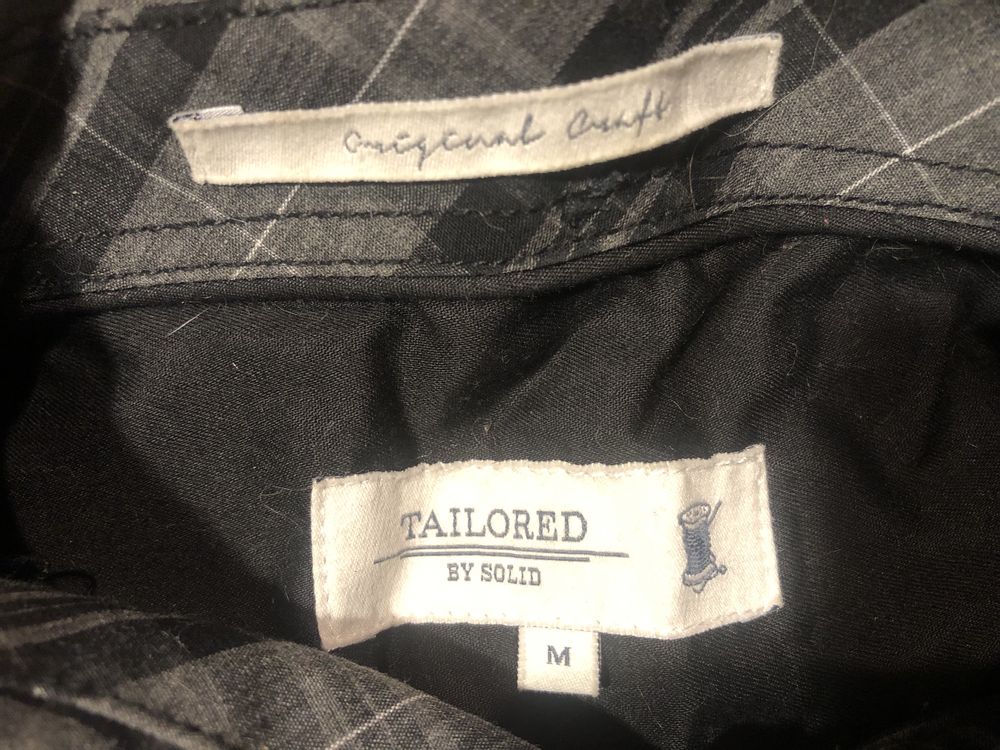 Original Craft
TAILORED
BY SOLID
M